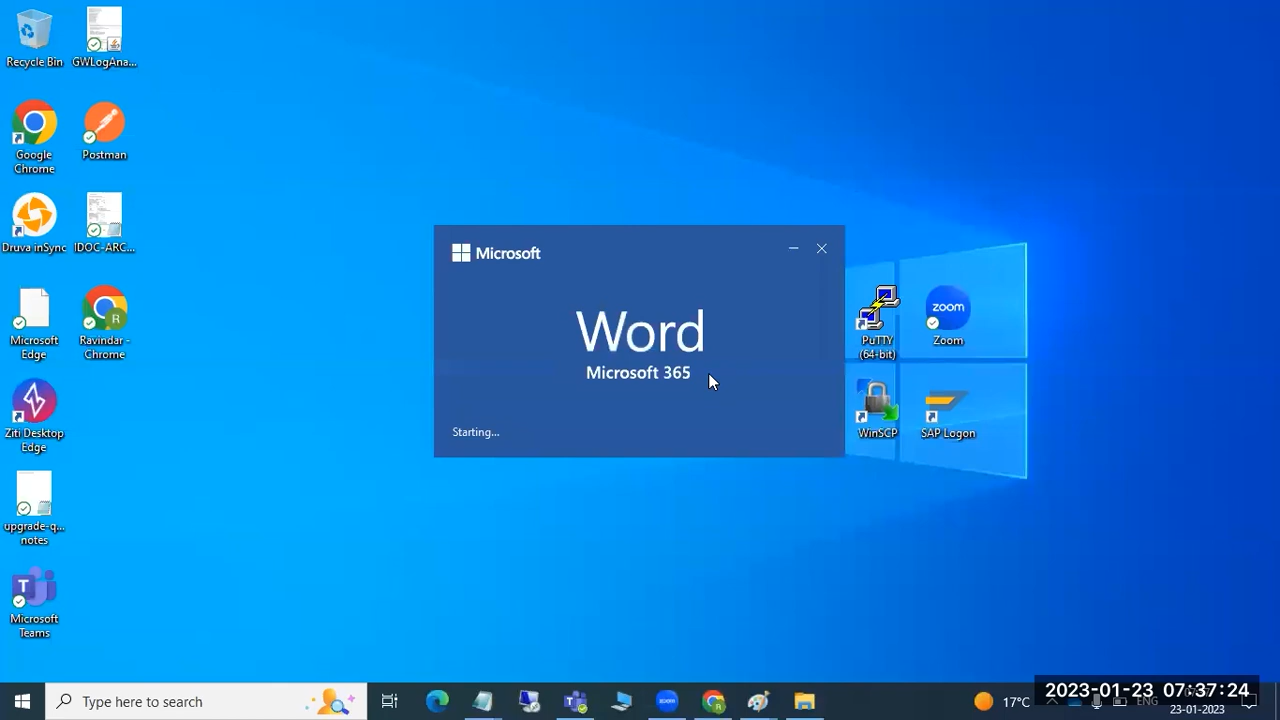 Recycle Bin
GWLogAna...
Google
Chrome
Postman
Druva inSync
IDOC-ARC...
Microsoft
Edge
Ravindar -
Chrome
Ziti Desktop
Edge
upgrade-q...
notes
Microsoft
Teams
Microsoft
Word
Microsoft 365
Starting...
PuTTY
(64-bit)
zoom
Zoom
WinSCP
SAP Logon
Type here to search
zoom
17°C
ENG
2023-01-23 07:37:24
23-01-2023